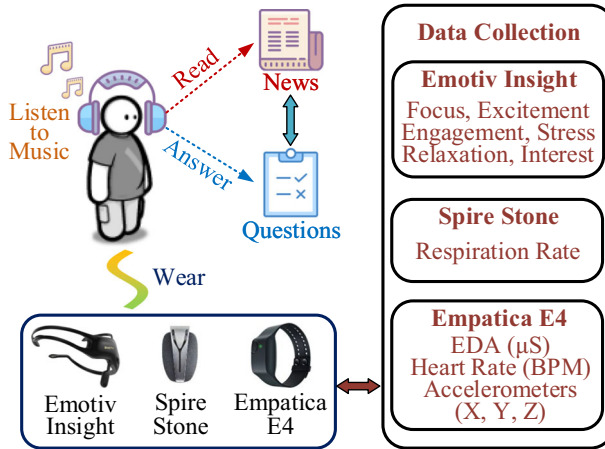 Listen
to
Music
Read
News
Answer
Questions
Wear
Emotiv
Insight
Spire
Stone
Empatica
E4
Data Collection
Emotiv Insight
Focus, Excitement
Engagement, Stress
Relaxation, Interest
Spire Stone
Respiration Rate
Empatica E4
EDA (μS)
Heart Rate (BPM)
Accelerometers
(X, Y, Z)